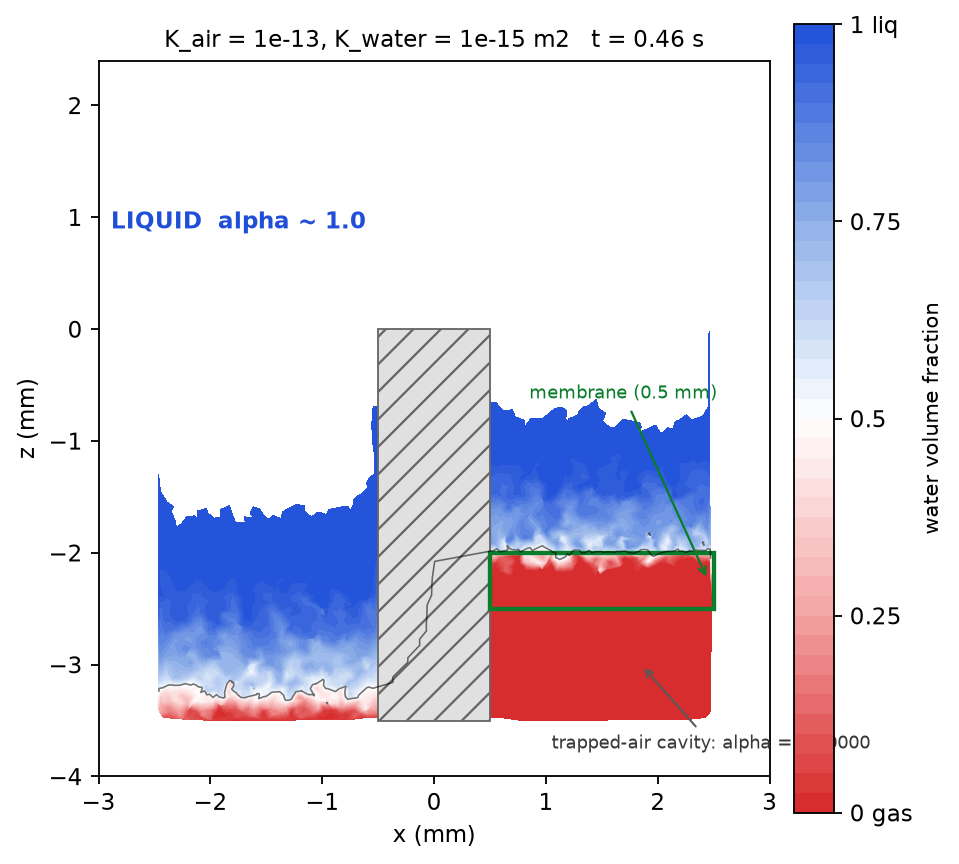 K_air = 1e-13, K_water = 1e-15 m2   t = 0.46 s
1 liq
0.75
0.5
0.25
0 gas
water volume fraction
2
1
0
−1
−2
−3
−4
z (mm)
LIQUID  alpha ~ 1.0
membrane (0.5 mm)
trapped-air cavity: alpha = 000
−3
−2
−1
0
1
2
3
x (mm)